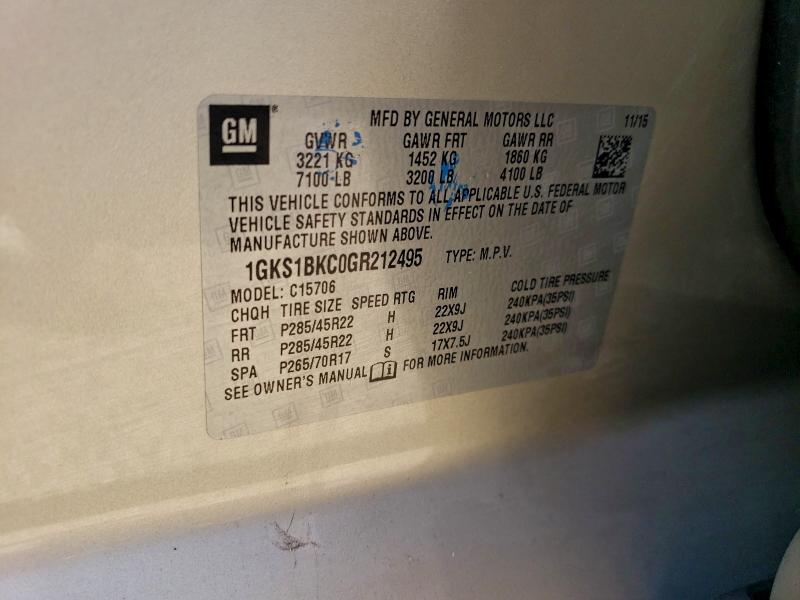 GM® MFD BY GENERAL MOTORS LLC 11/15
GVWR GAWR FRT GAWR RR
3221 KG 1452 KG 1860 KG
7100 LB 3200 LB 4100 LB
THIS VEHICLE CONFORMS TO ALL APPLICABLE U.S. FEDERAL MOTOR
VEHICLE SAFETY STANDARDS IN EFFECT ON THE DATE OF
MANUFACTURE SHOWN ABOVE.
1GKS1BKC0GR212495 TYPE: M.P.V.
MODEL: C15706
CHQH TIRE SIZE SPEED RTG RIM COLD TIRE PRESSURE
FRT P285/45R22 H 22X9J 240KPA(35PSI)
RR P285/45R22 H 22X9J 240KPA(35PSI)
SPA P265/70R17 S 17X7.5J 240KPA(35PSI)
SEE OWNER'S MANUAL FOR MORE INFORMATION.